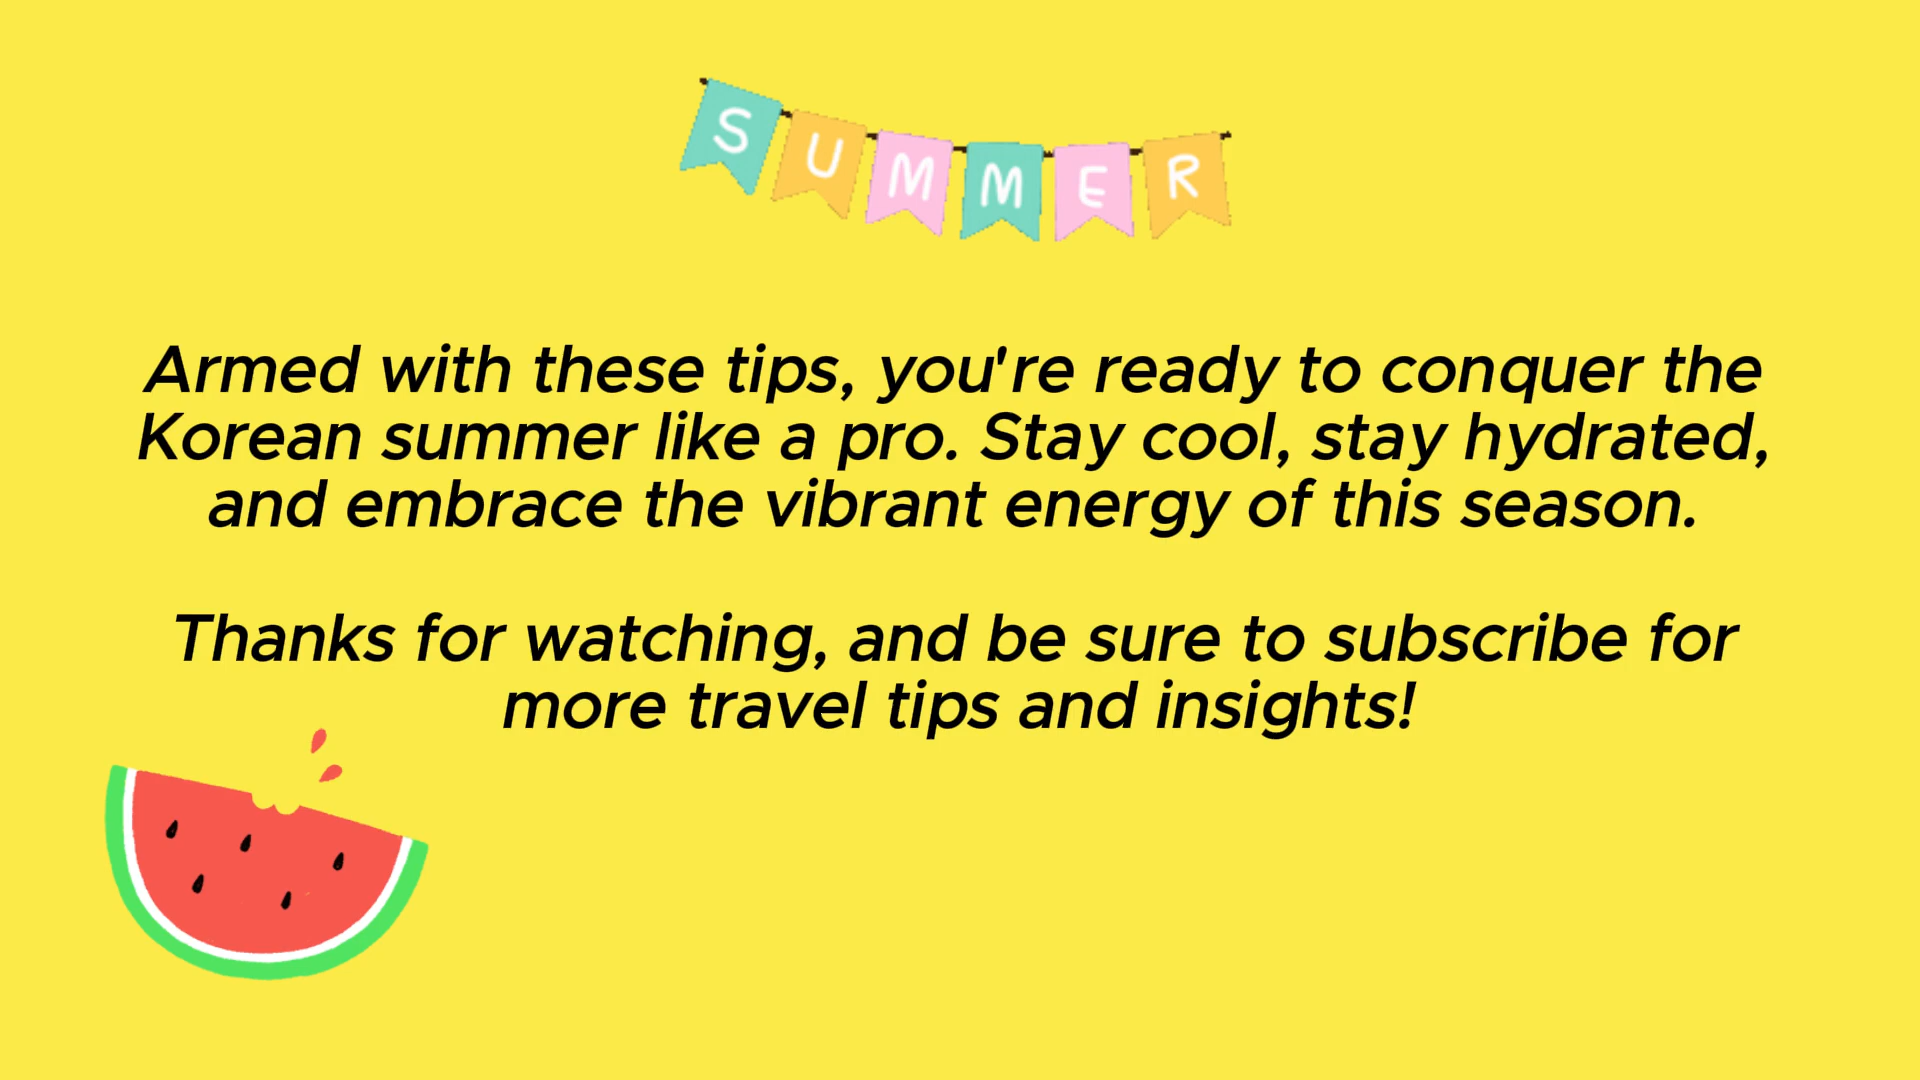 SUMMER
Armed with these tips, you're ready to conquer the
Korean summer like a pro. Stay cool, stay hydrated,
and embrace the vibrant energy of this season.
Thanks for watching, and be sure to subscribe for
more travel tips and insights!